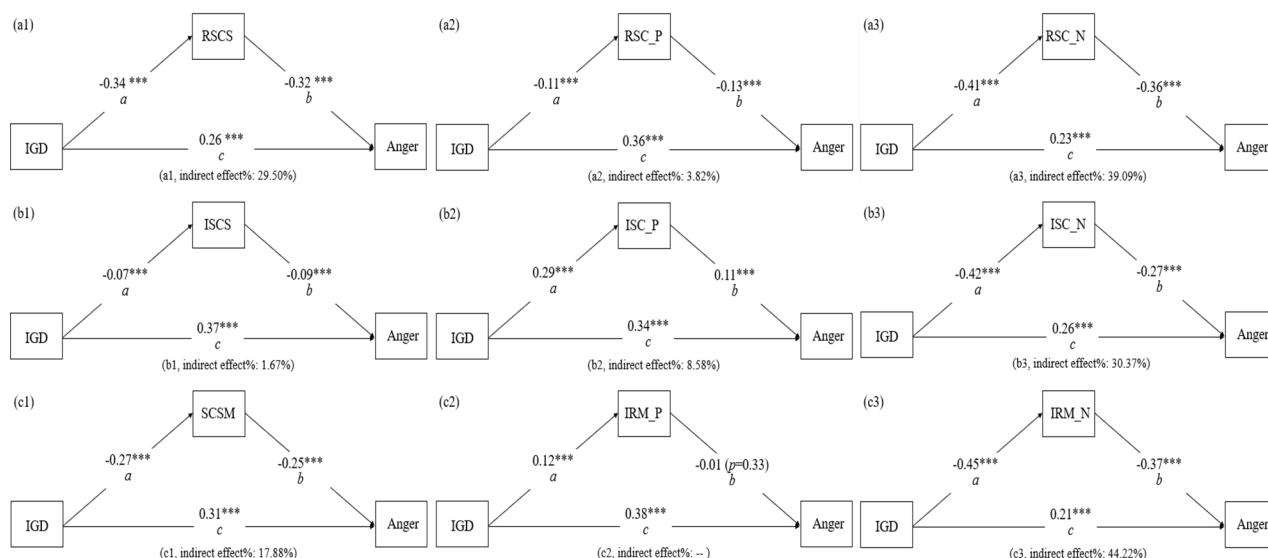 (a1)
RSCS
-0.34 ***
a
-0.32 ***
b
IGD
0.26 ***
c
Anger
(a1, indirect effect%: 29.50%)
(a2)
RSC_P
-0.11***
a
-0.13***
b
IGD
0.36***
c
Anger
(a2, indirect effect%: 3.82%)
(a3)
RSC_N
-0.41***
a
-0.36***
b
IGD
0.23***
c
Anger
(a3, indirect effect%: 39.09%)
(b1)
ISCS
-0.07***
a
-0.09***
b
IGD
0.37***
c
Anger
(b1, indirect effect%: 1.67%)
(b2)
ISC_P
0.29***
a
0.11***
b
IGD
0.34***
c
Anger
(b2, indirect effect%: 8.58%)
(b3)
ISC_N
-0.42***
a
-0.27***
b
IGD
0.26***
c
Anger
(b3, indirect effect%: 30.37%)
(c1)
SCSM
-0.27***
a
-0.25***
b
IGD
0.31***
c
Anger
(c1, indirect effect%: 17.88%)
(c2)
IRM_P
0.12***
a
-0.01 (p=0.33)
b
IGD
0.38***
c
Anger
(c2, indirect effect%: -- )
(c3)
IRM_N
-0.45***
a
-0.37***
b
IGD
0.21***
c
Anger
(c3, indirect effect%: 44.22%)